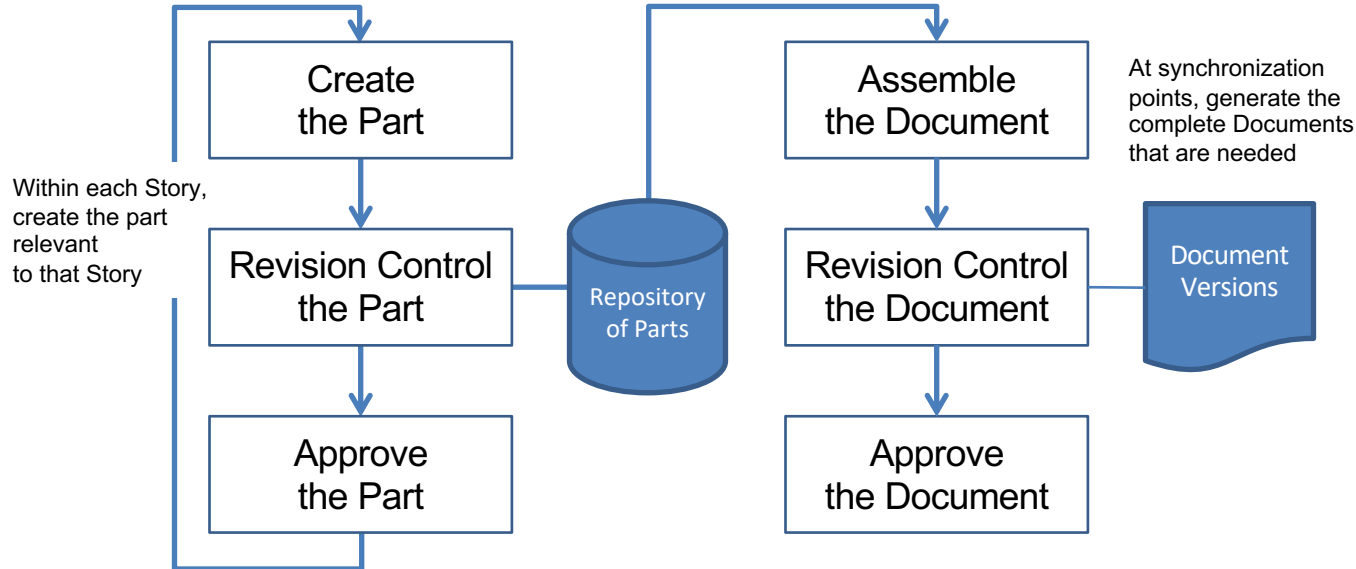 Create
the Part
Assemble
the Document
At synchronization
points, generate the
complete Documents
that are needed
Within each Story,
create the part
relevant
to that Story
Revision Control
the Part
Repository
of Parts
Revision Control
the Document
Document
Versions
Approve
the Part
Approve
the Document